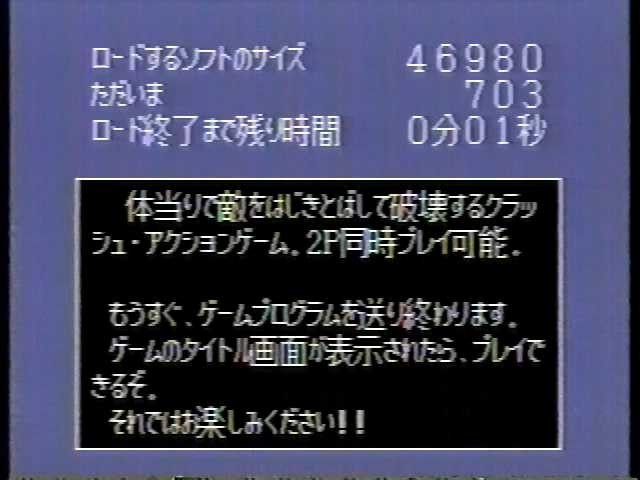 ロードするソフトのサイズ 46980
ただいま 703
ロード終了まで残り時間 0分01秒
体当りで敵をはじきとばして破壊するクラッ
シュ・アクションゲーム。2P同時プレイ可能。
もうすぐ、ゲームプログラムを送り終わります。
ゲームのタイトル画面が表示されたら、プレイで
きるぞ。
それではお楽しみください!!